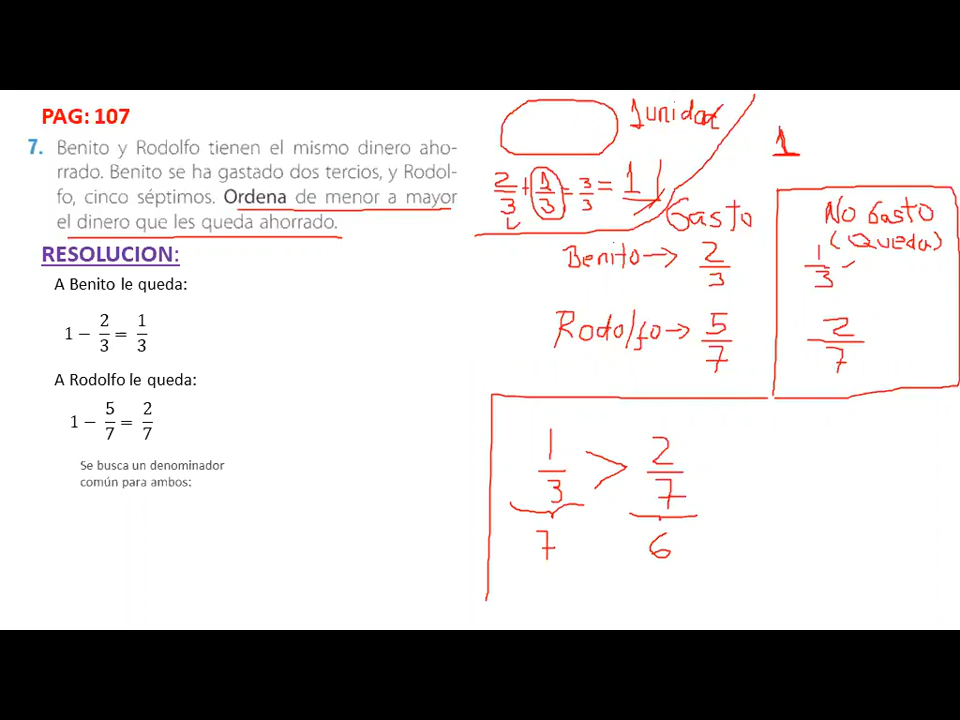 PAG: 107
7. Benito y Rodolfo tienen el mismo dinero aho-
rrado. Benito se ha gastado dos tercios, y Rodol-
fo, cinco séptimos. Ordena de menor a mayor
el dinero que les queda ahorrado.
RESOLUCION:
A Benito le queda:
1 − 2/3 = 1/3
A Rodolfo le queda:
1 − 5/7 = 2/7
Se busca un denominador
común para ambos:
1 unidad
2/3 + 1/3 = 3/3 = 1
1
Gasto
No Gasto
(Queda)
Benito → 2/3
1/3
Rodolfo → 5/7
2/7
1/3 > 2/7
7 6